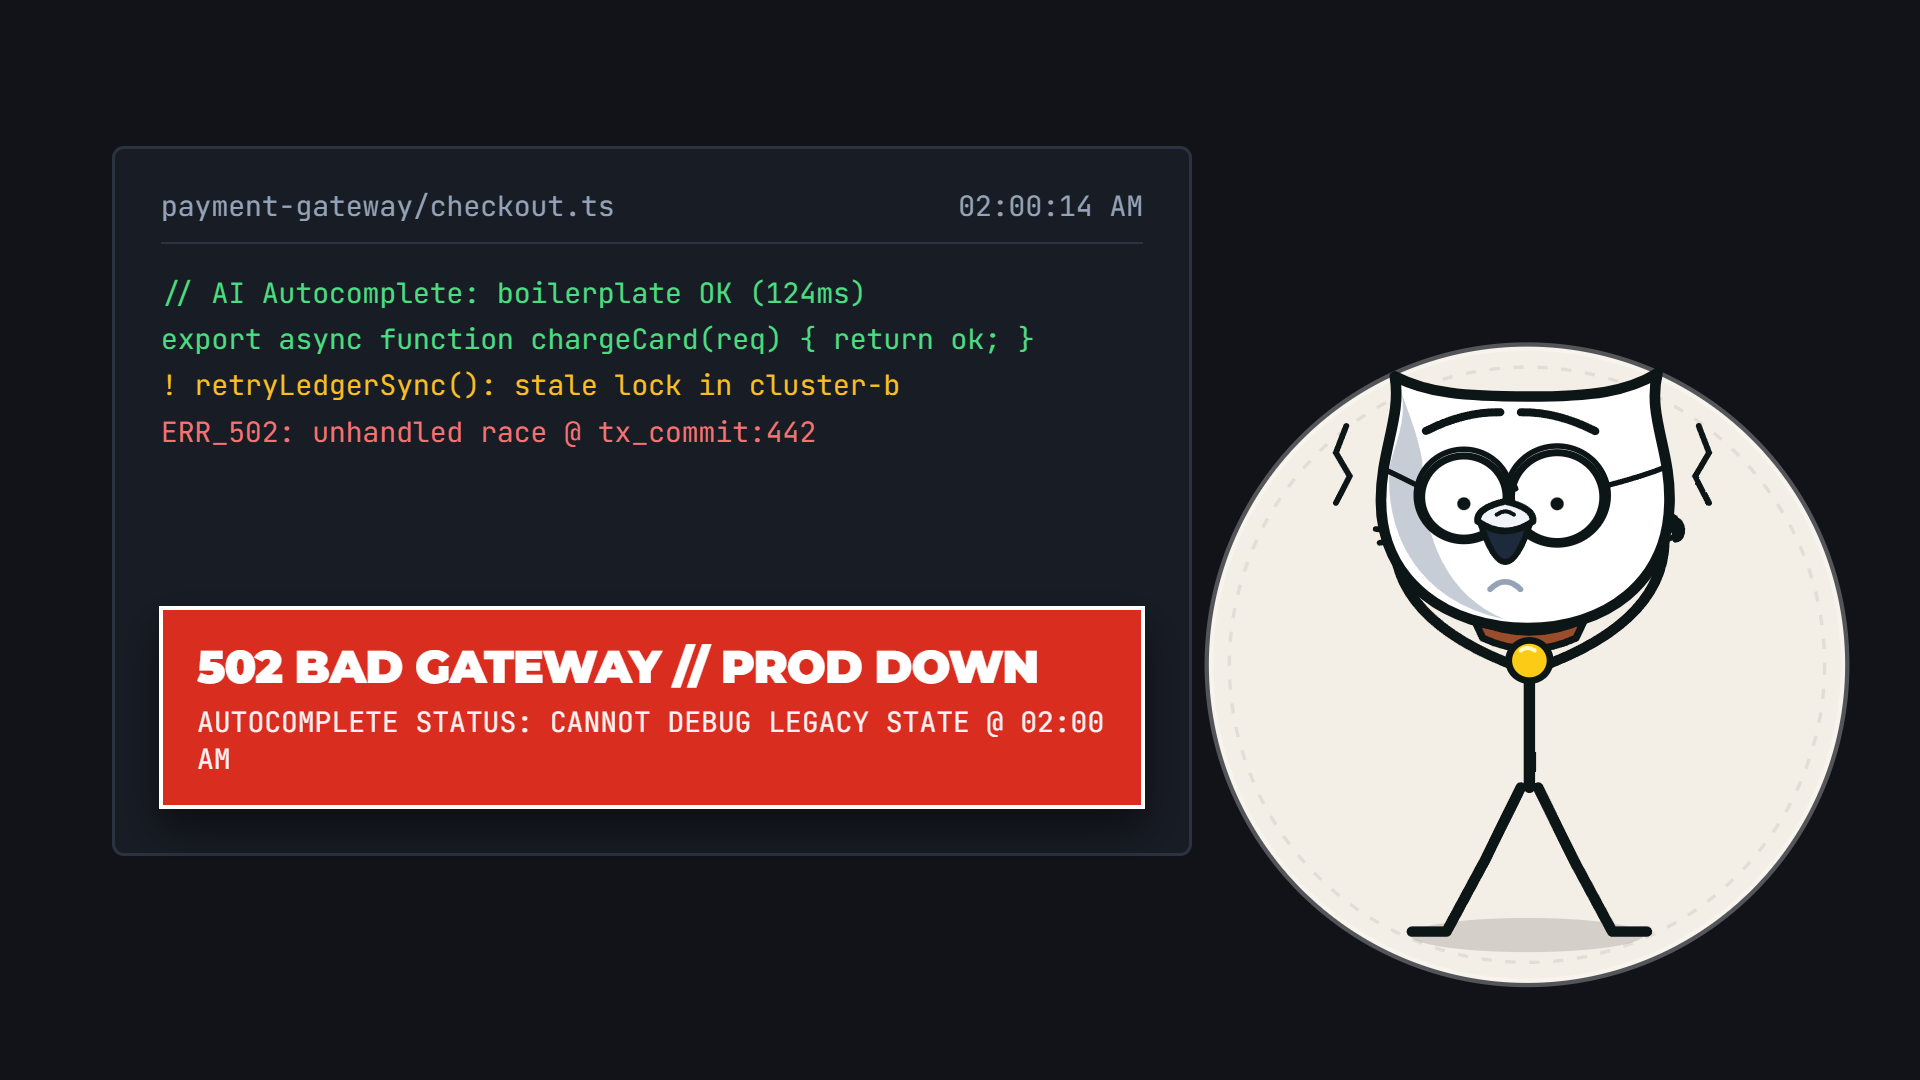 payment-gateway/checkout.ts
02:00:14 AM
// AI Autocomplete: boilerplate OK (124ms)
export async function chargeCard(req) { return ok; }
! retryLedgerSync(): stale lock in cluster-b
ERR_502: unhandled race @ tx_commit:442
502 BAD GATEWAY // PROD DOWN
AUTOCOMPLETE STATUS: CANNOT DEBUG LEGACY STATE @ 02:00
AM